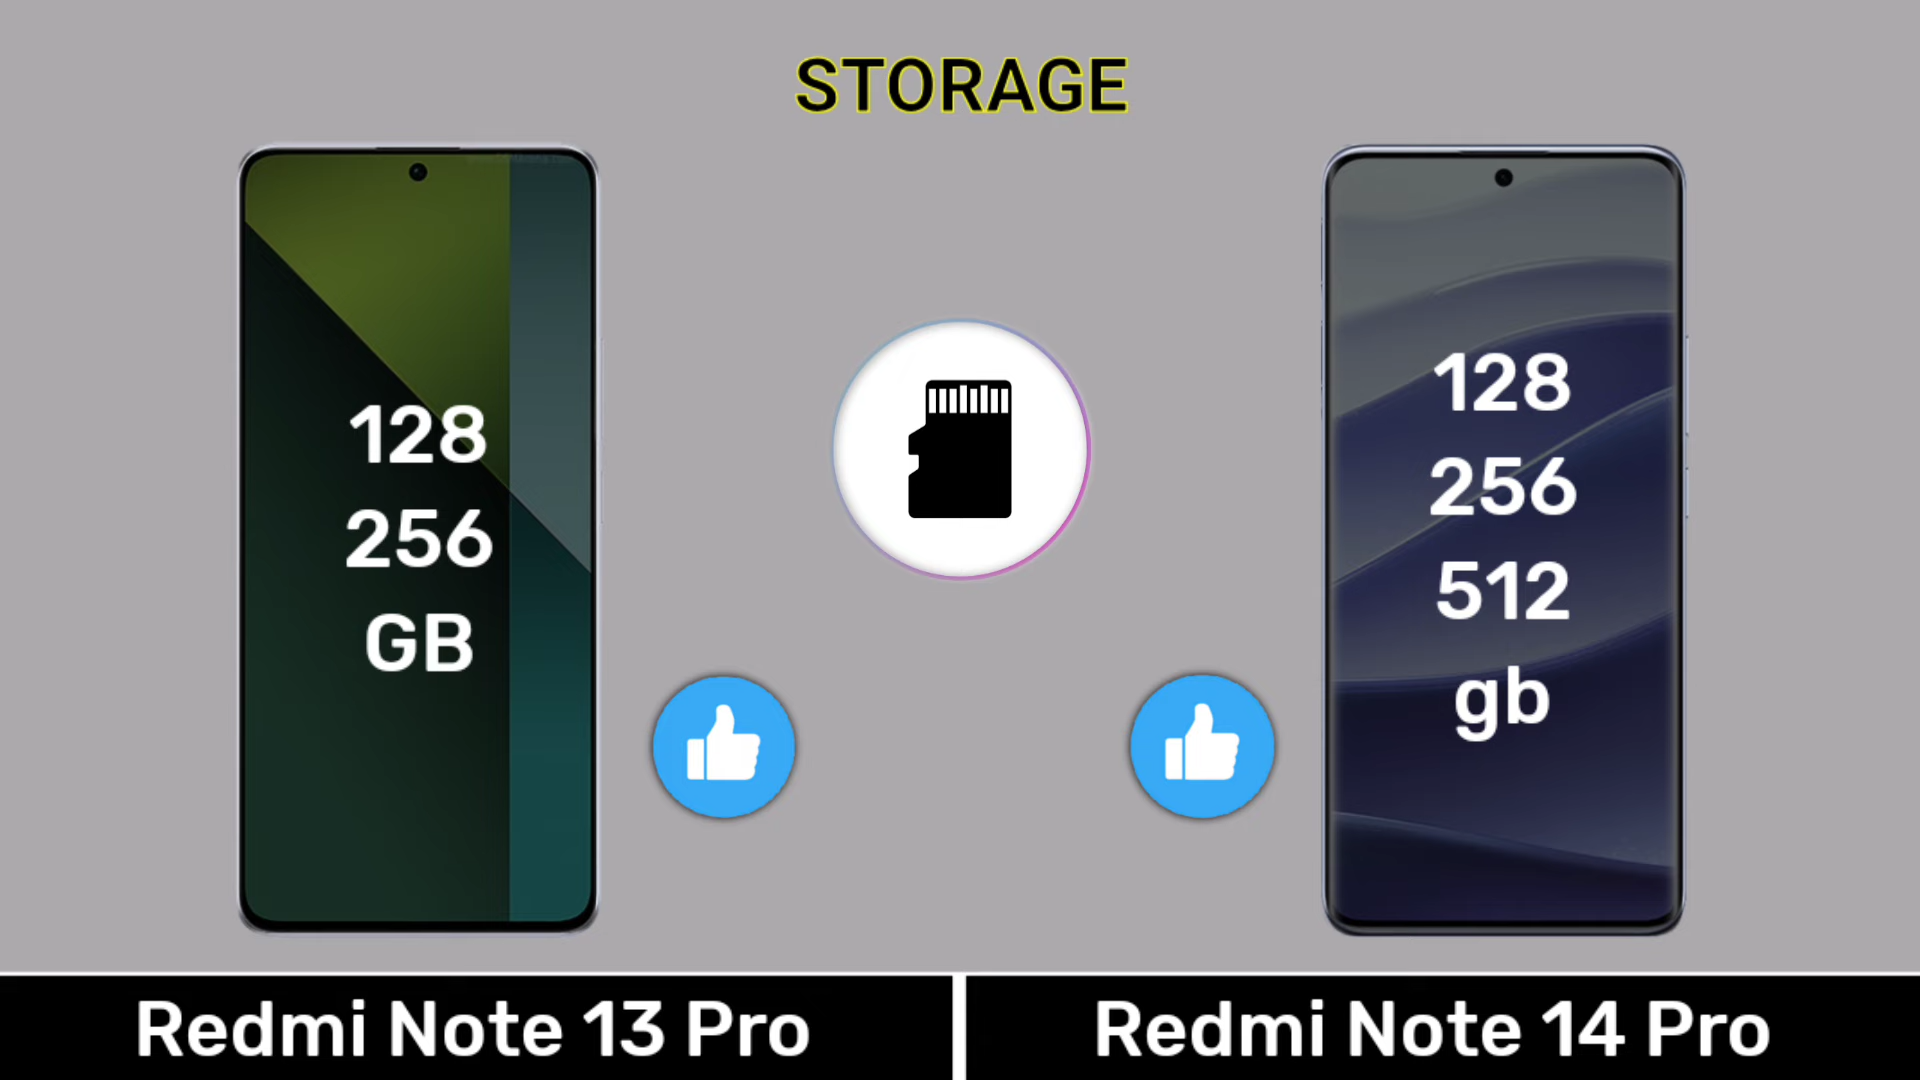 STORAGE
128
256
GB
128
256
512
gb
Redmi Note 13 Pro
Redmi Note 14 Pro